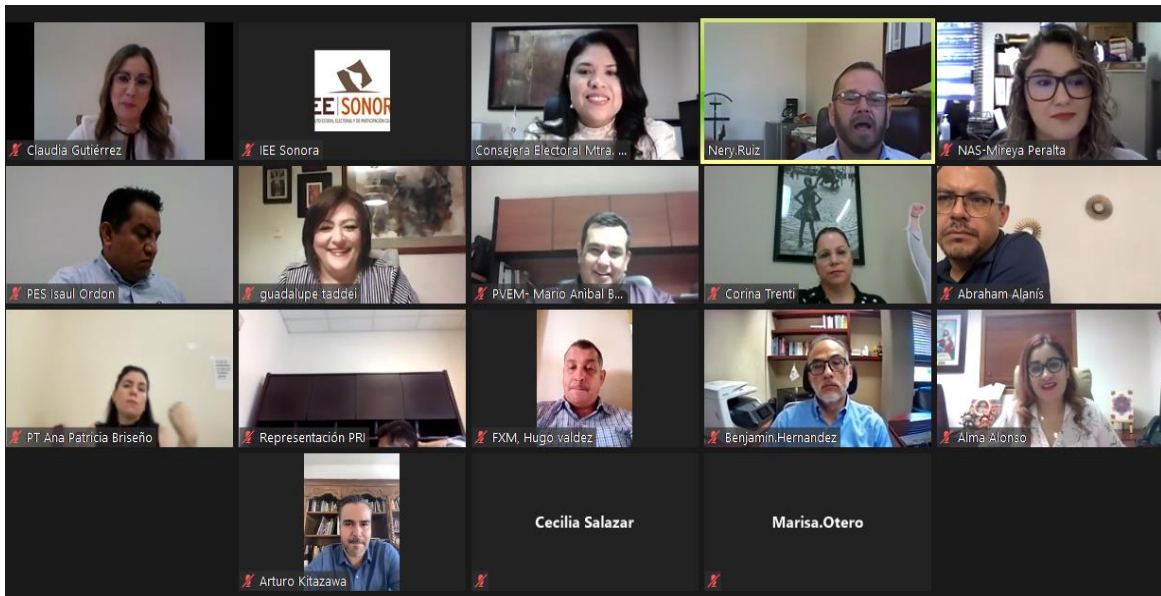 Claudia Gutiérrez
EE|SONOR
IEE Sonora
Consejera Electoral Mtra. ...
Nery.Ruiz
NAS-Mireya Peralta
PES Isaul Ordon
guadalupe taddei
PVEM- Mario Anibal B...
Corina Trenti
Abraham Alanís
PT Ana Patricia Briseño
Representación PRI
FXM, Hugo valdez
Benjamin.Hernandez
Alma Alonso
Arturo Kitazawa
Cecilia Salazar
Marisa.Otero